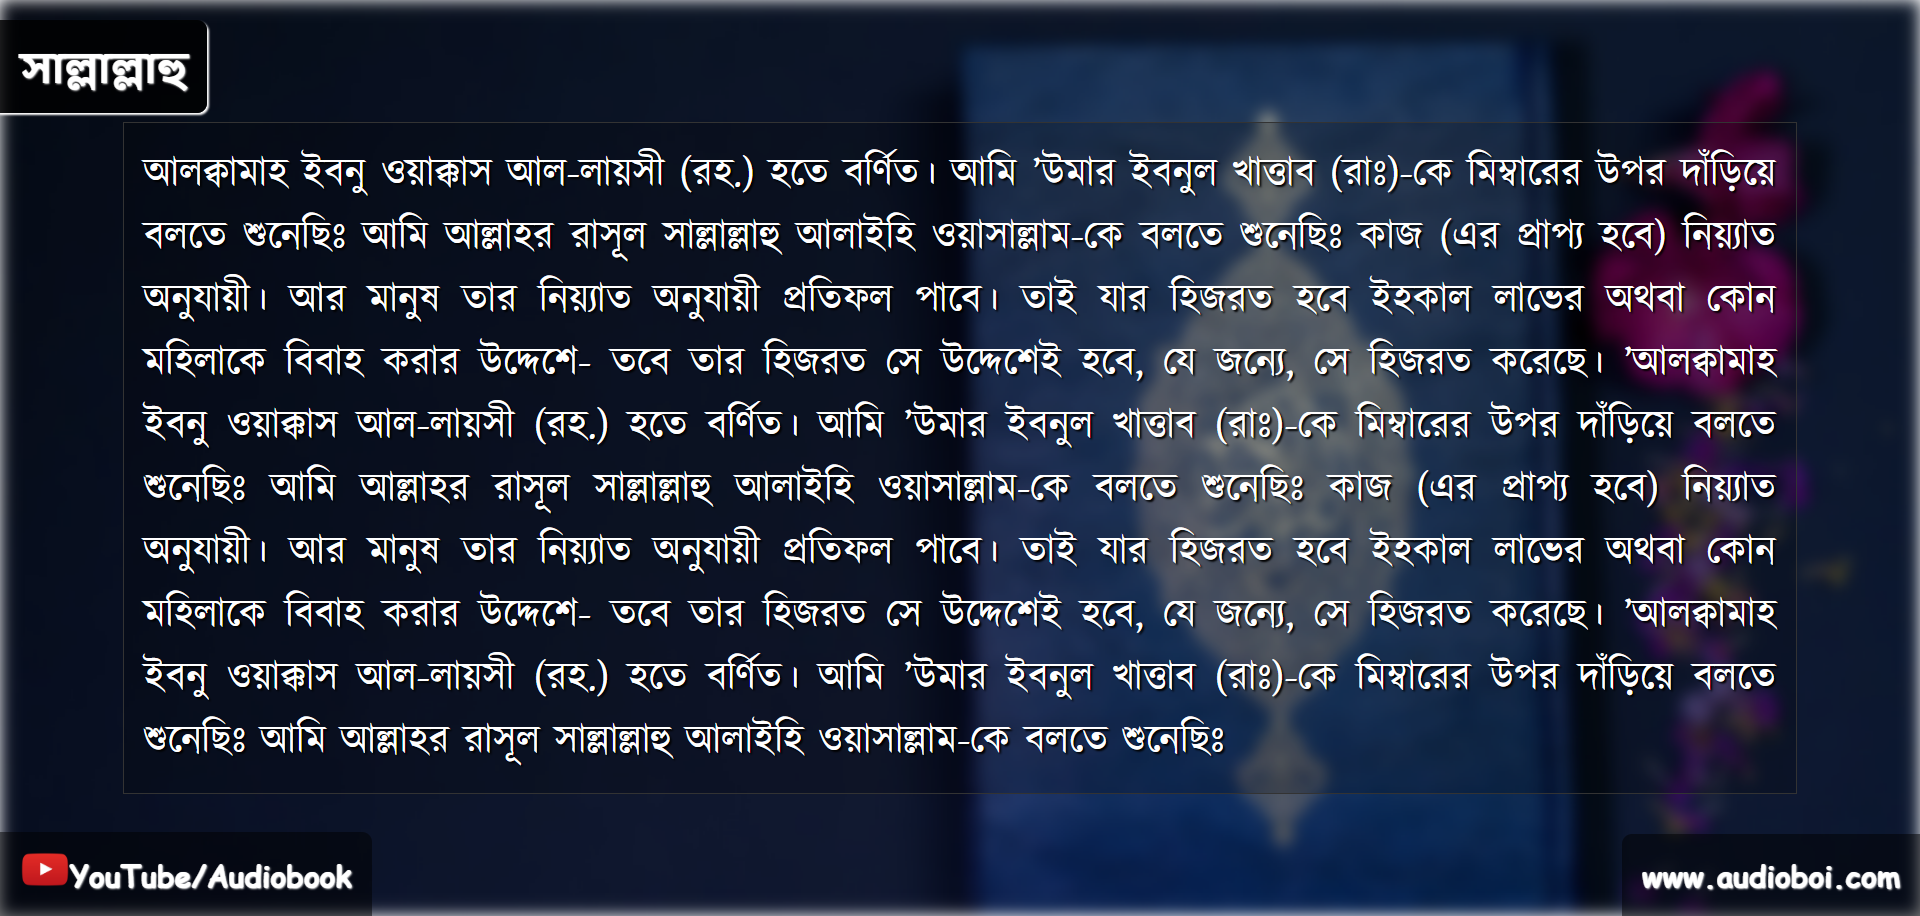 সাল্লাল্লাহু
আলক্বামাহ ইবনু ওয়াক্কাস আল-লায়সী (রহ.) হতে বর্ণিত। আমি ’উমার ইবনুল খাত্তাব (রাঃ)-কে মিম্বারের উপর দাঁড়িয়ে
বলতে শুনেছিঃ আমি আল্লাহর রাসূল সাল্লাল্লাহু আলাইহি ওয়াসাল্লাম-কে বলতে শুনেছিঃ কাজ (এর প্রাপ্য হবে) নিয়্যাত
অনুযায়ী। আর মানুষ তার নিয়্যাত অনুযায়ী প্রতিফল পাবে। তাই যার হিজরত হবে ইহকাল লাভের অথবা কোন
মহিলাকে বিবাহ করার উদ্দেশে- তবে তার হিজরত সে উদ্দেশেই হবে, যে জন্যে, সে হিজরত করেছে। ’আলক্বামাহ
ইবনু ওয়াক্কাস আল-লায়সী (রহ.) হতে বর্ণিত। আমি ’উমার ইবনুল খাত্তাব (রাঃ)-কে মিম্বারের উপর দাঁড়িয়ে বলতে
শুনেছিঃ আমি আল্লাহর রাসূল সাল্লাল্লাহু আলাইহি ওয়াসাল্লাম-কে বলতে শুনেছিঃ কাজ (এর প্রাপ্য হবে) নিয়্যাত
অনুযায়ী। আর মানুষ তার নিয়্যাত অনুযায়ী প্রতিফল পাবে। তাই যার হিজরত হবে ইহকাল লাভের অথবা কোন
মহিলাকে বিবাহ করার উদ্দেশে- তবে তার হিজরত সে উদ্দেশেই হবে, যে জন্যে, সে হিজরত করেছে। ’আলক্বামাহ
ইবনু ওয়াক্কাস আল-লায়সী (রহ.) হতে বর্ণিত। আমি ’উমার ইবনুল খাত্তাব (রাঃ)-কে মিম্বারের উপর দাঁড়িয়ে বলতে
শুনেছিঃ আমি আল্লাহর রাসূল সাল্লাল্লাহু আলাইহি ওয়াসাল্লাম-কে বলতে শুনেছিঃ
YouTube/Audiobook
www.audioboi.com